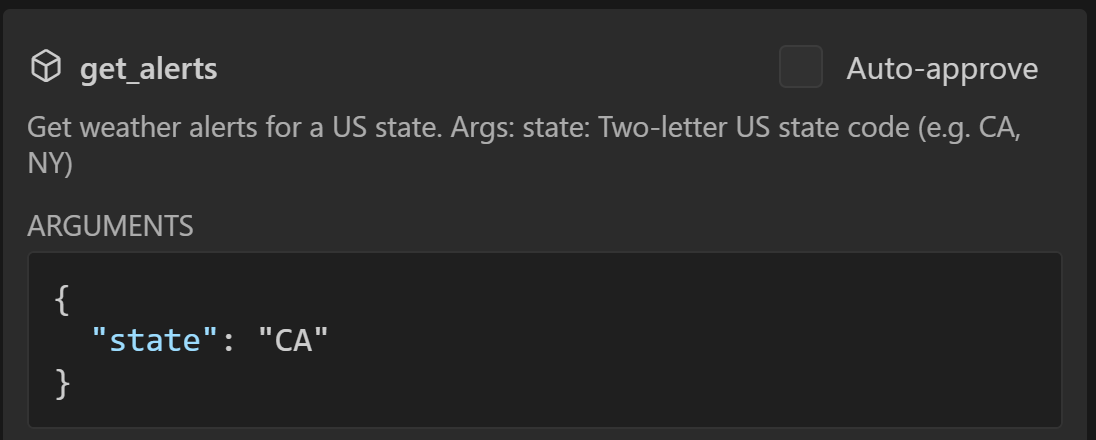 get_alerts
Auto-approve
Get weather alerts for a US state. Args: state: Two-letter US state code (e.g. CA,
NY)
ARGUMENTS
{
  "state": "CA"
}